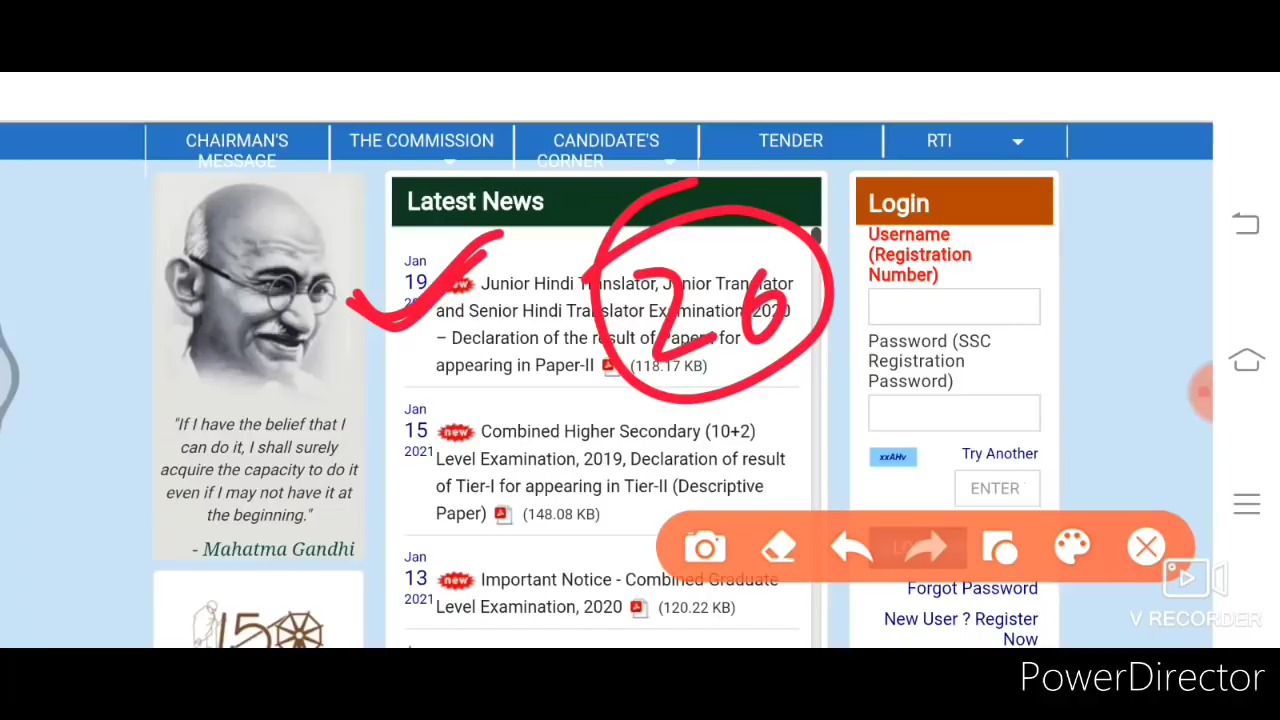 CHAIRMAN'S
MESSAGE
THE COMMISSION
CANDIDATE'S
CORNER
TENDER
RTI
"If I have the belief that I
can do it, I shall surely
acquire the capacity to do it
even if I may not have it at
the beginning."
- Mahatma Gandhi
150
Latest News
Jan
19
new Junior Hindi Translator, Junior Translator
and Senior Hindi Translator Examination, 2020
– Declaration of the result of for
appearing in Paper-II (118.17 KB)
26
Jan
15
2021
new Combined Higher Secondary (10+2)
Level Examination, 2019, Declaration of result
of Tier-I for appearing in Tier-II (Descriptive
Paper) (148.08 KB)
Jan
13
2021
new Important Notice - Combined Graduate
Level Examination, 2020 (120.22 KB)
Login
Username
(Registration
Number)
Password (SSC
Registration
Password)
xxAHv
Try Another
ENTER
Forgot Password
New User ? Register
Now
V RECORDER
PowerDirector